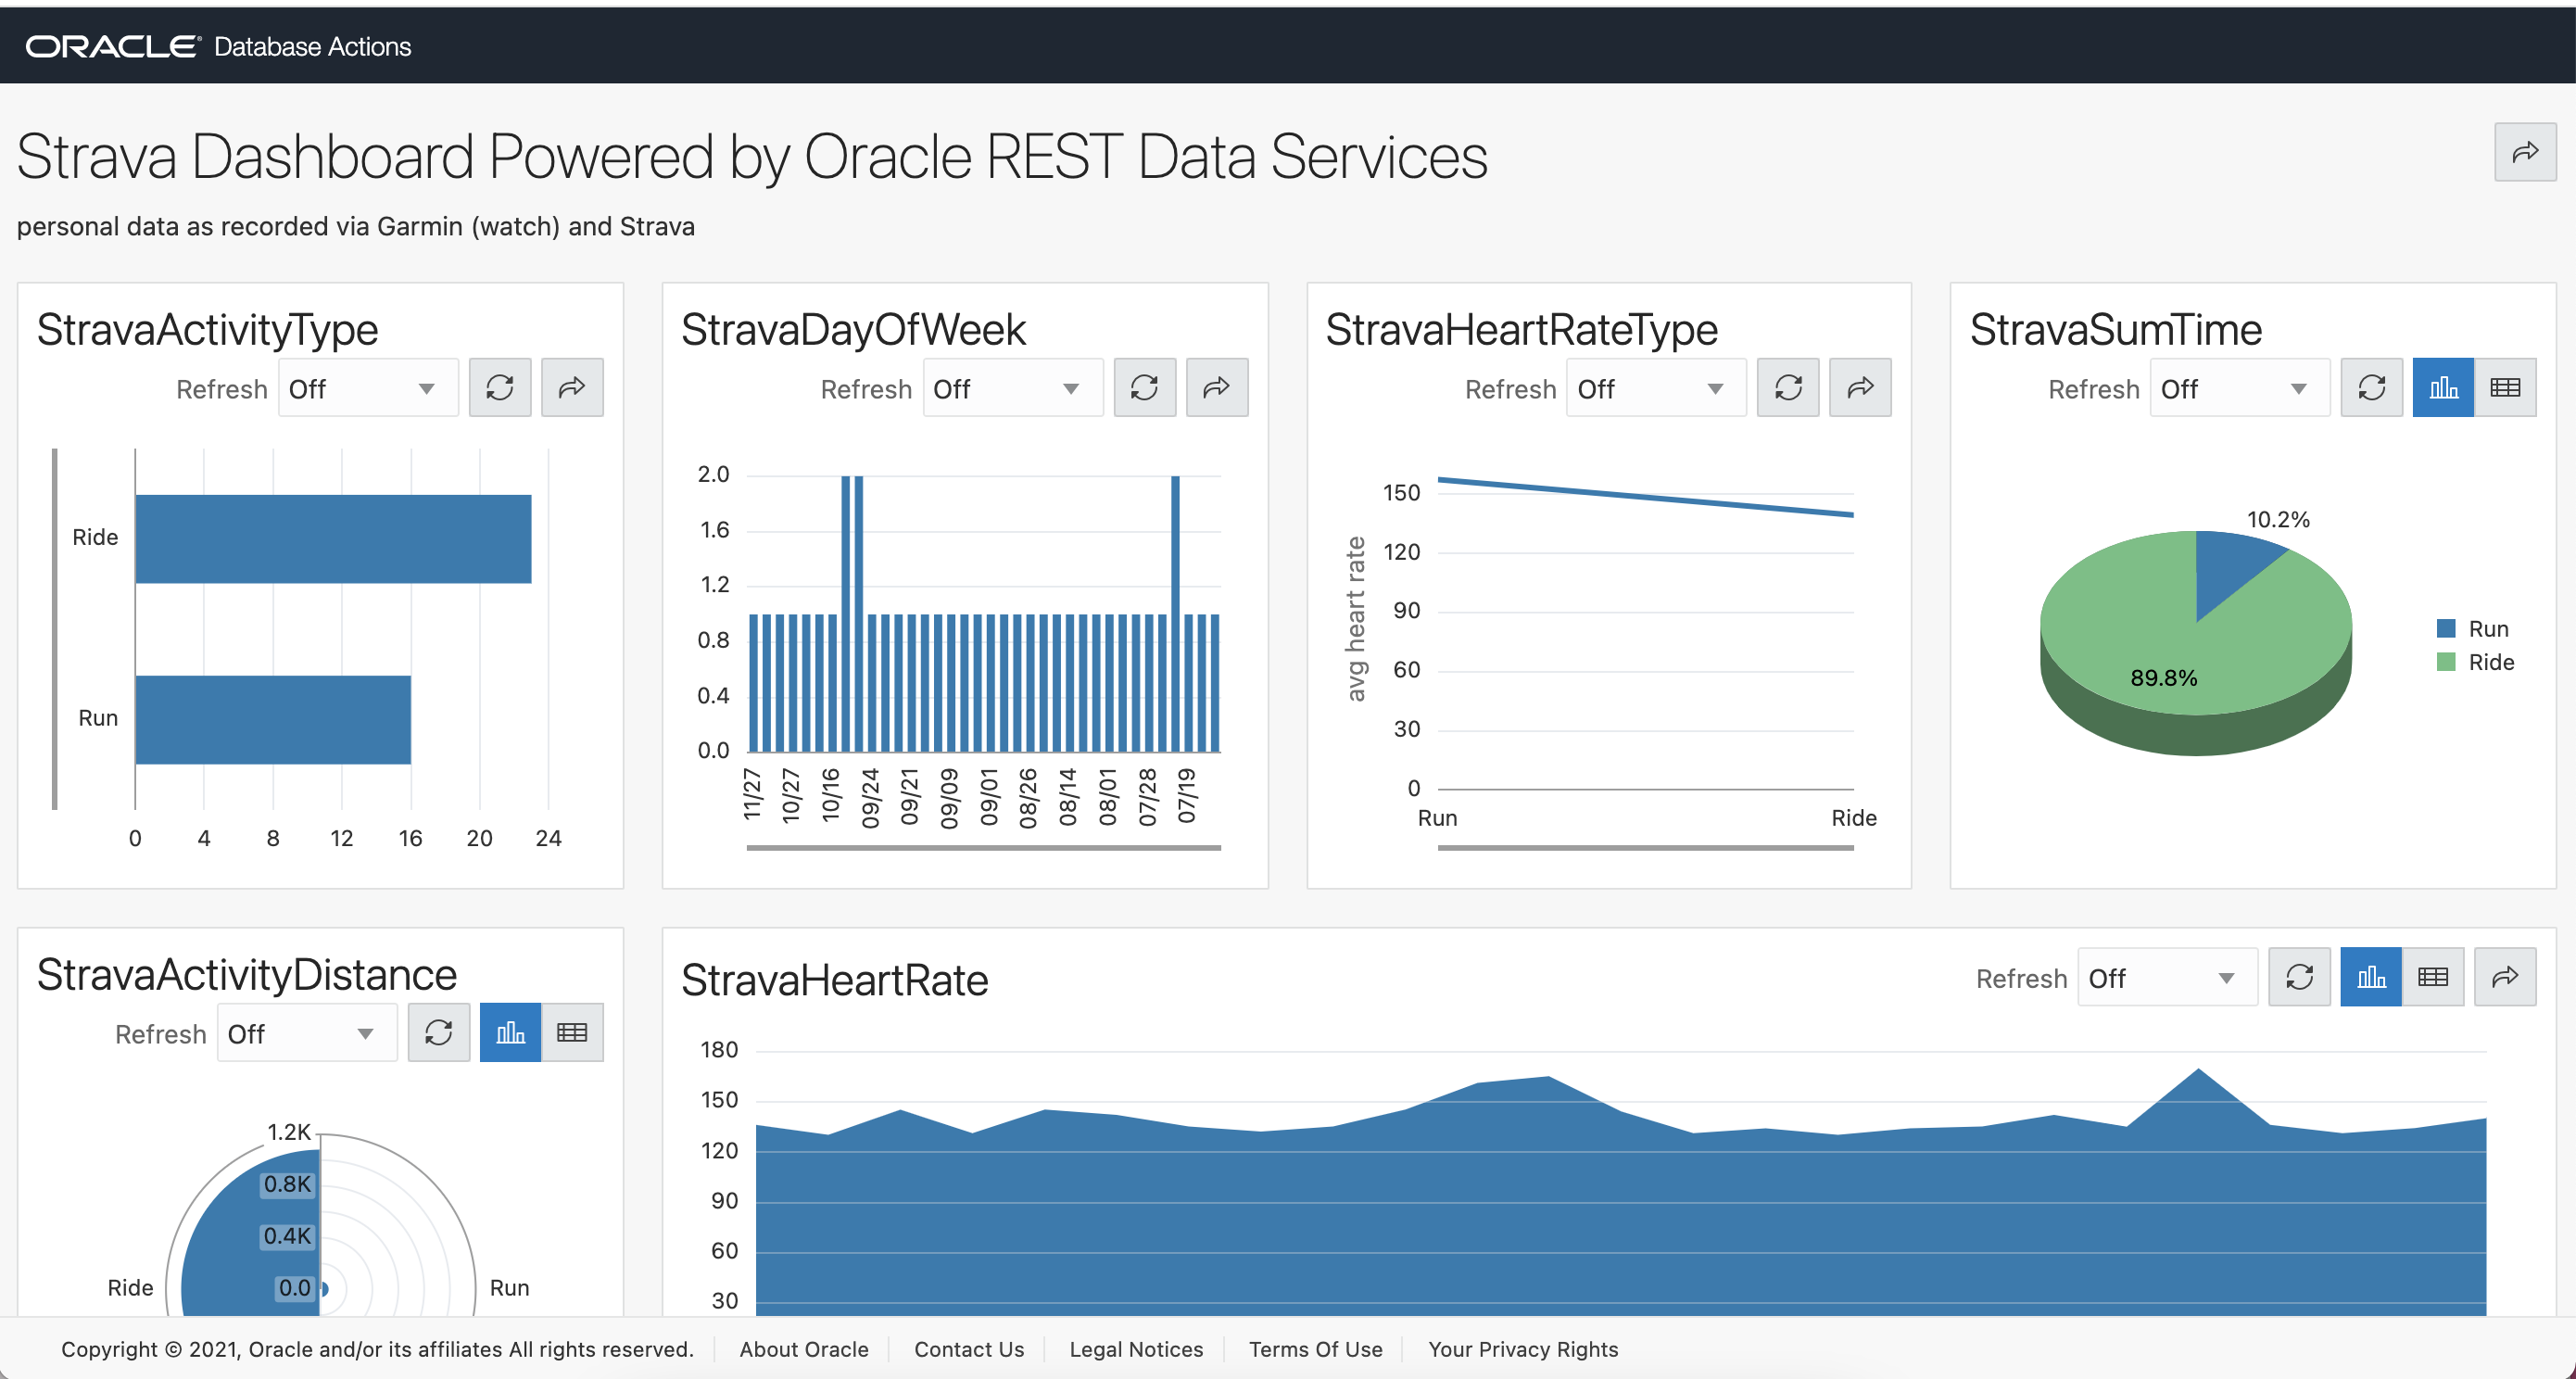 ORACLE® Database Actions
Strava Dashboard Powered by Oracle REST Data Services
personal data as recorded via Garmin (watch) and Strava
StravaActivityType
Refresh Off
Ride
Run
0 4 8 12 16 20 24
StravaDayOfWeek
Refresh Off
2.0
1.6
1.2
0.8
0.4
0.0
11/27 10/27 10/16 09/24 09/21 09/09 09/01 08/26 08/14 08/01 07/28 07/19
StravaHeartRateType
Refresh Off
avg heart rate
150
120
90
60
30
0
Run Ride
StravaSumTime
Refresh Off
10.2%
89.8%
Run
Ride
StravaActivityDistance
Refresh Off
1.2K
0.8K
0.4K
Ride 0.0 Run
StravaHeartRate
Refresh Off
180
150
120
90
60
30
Copyright © 2021, Oracle and/or its affiliates All rights reserved. About Oracle Contact Us Legal Notices Terms Of Use Your Privacy Rights